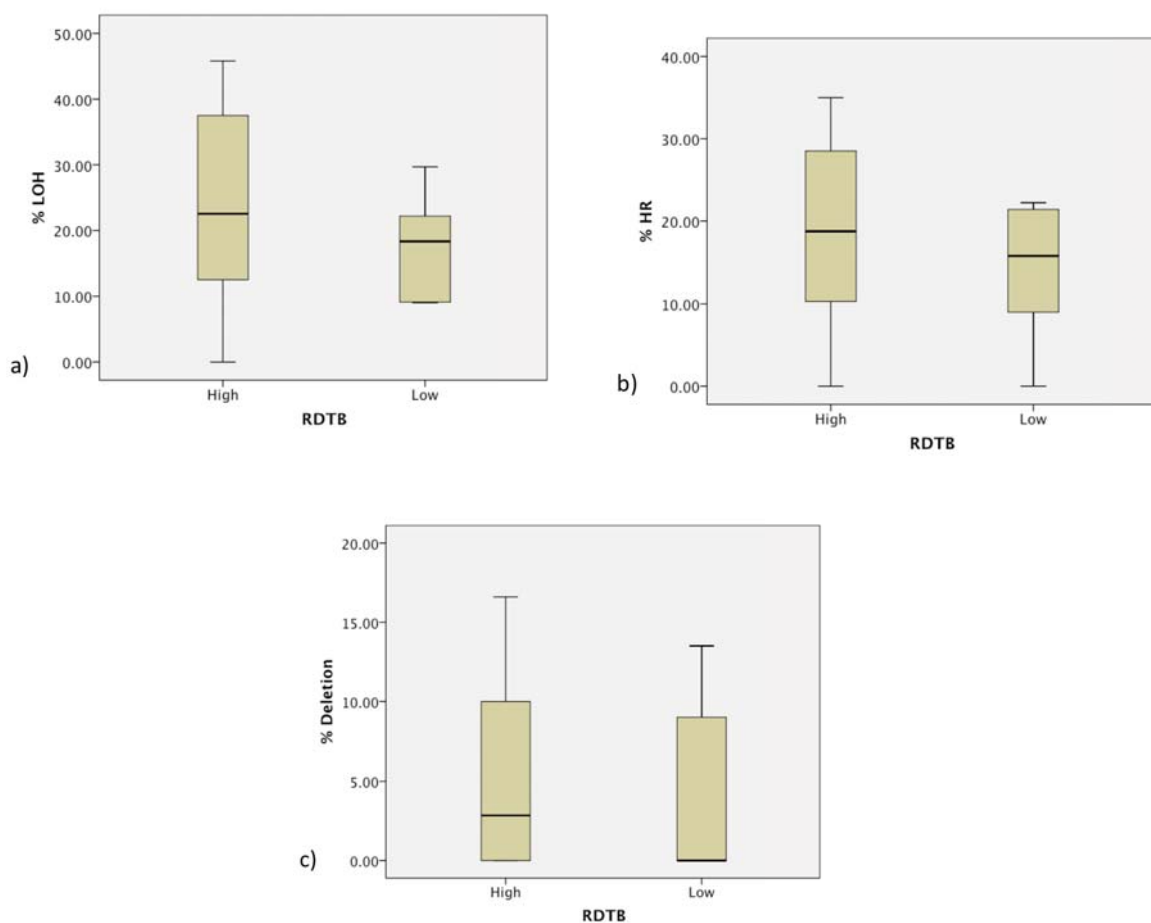 50.00
40.00
30.00
20.00
10.00
0.00
% LOH
High Low
RDTB
a)
40.00
30.00
20.00
10.00
0.00
% HR
High Low
RDTB
b)
20.00
15.00
10.00
5.00
0.00
% Deletion
High Low
RDTB
c)